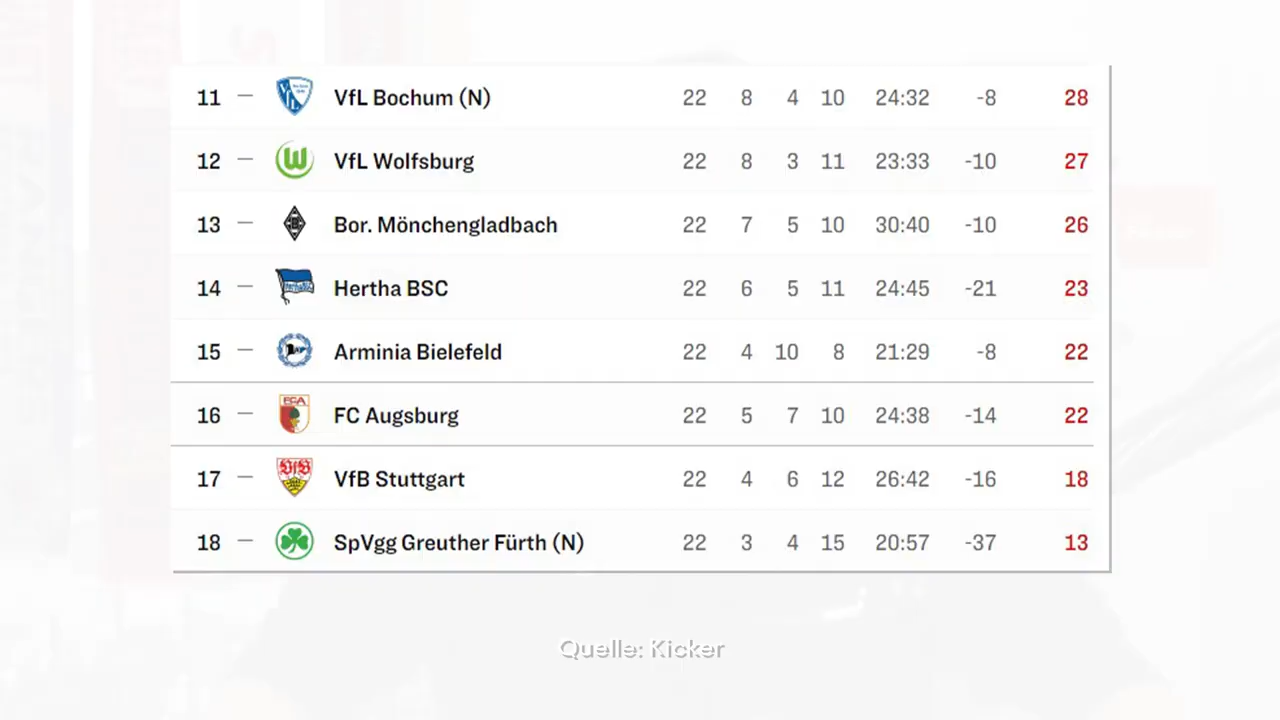 11 — VfL Bochum (N) 22 8 4 10 24:32 -8 28
12 — VfL Wolfsburg 22 8 3 11 23:33 -10 27
13 — Bor. Mönchengladbach 22 7 5 10 30:40 -10 26
14 — Hertha BSC 22 6 5 11 24:45 -21 23
15 — Arminia Bielefeld 22 4 10 8 21:29 -8 22
16 — FC Augsburg 22 5 7 10 24:38 -14 22
17 — VfB Stuttgart 22 4 6 12 26:42 -16 18
18 — SpVgg Greuther Fürth (N) 22 3 4 15 20:57 -37 13
Quelle: Kicker